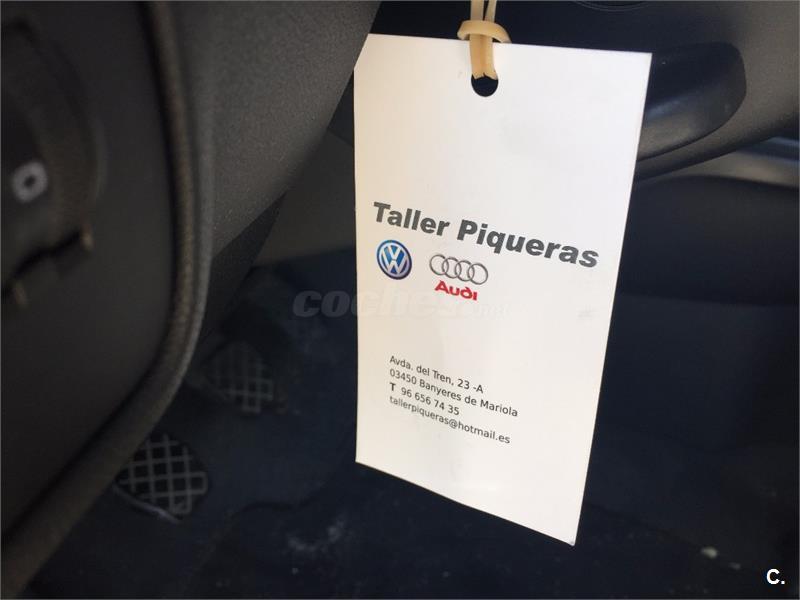 Taller Piqueras
Audi
coches.net
Avda. del Tren, 23 -A
03450 Banyeres de Mariola
T 96 656 74 35
tallerpiqueras@hotmail.es
C.